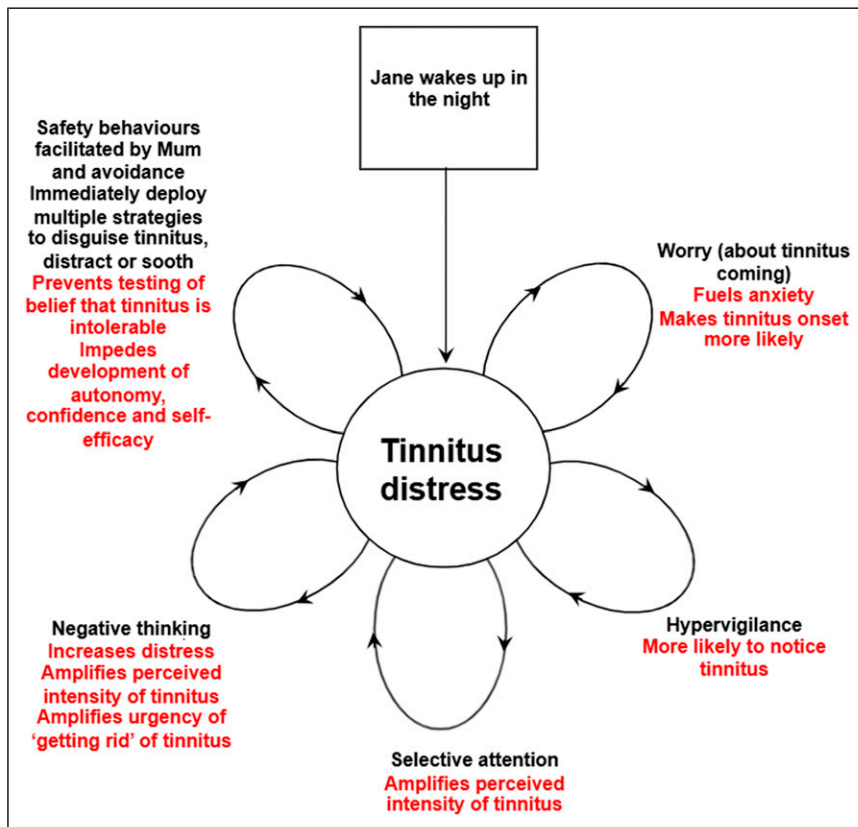 Jane wakes up in
the night
Safety behaviours
facilitated by Mum
and avoidance
Immediately deploy
multiple strategies
to disguise tinnitus,
distract or sooth
Prevents testing of
belief that tinnitus is
intolerable
Impedes
development of
autonomy,
confidence and self-
efficacy
Worry (about tinnitus
coming)
Fuels anxiety
Makes tinnitus onset
more likely
Tinnitus
distress
Negative thinking
Increases distress
Amplifies perceived
intensity of tinnitus
Amplifies urgency of
‘getting rid’ of tinnitus
Hypervigilance
More likely to notice
tinnitus
Selective attention
Amplifies perceived
intensity of tinnitus